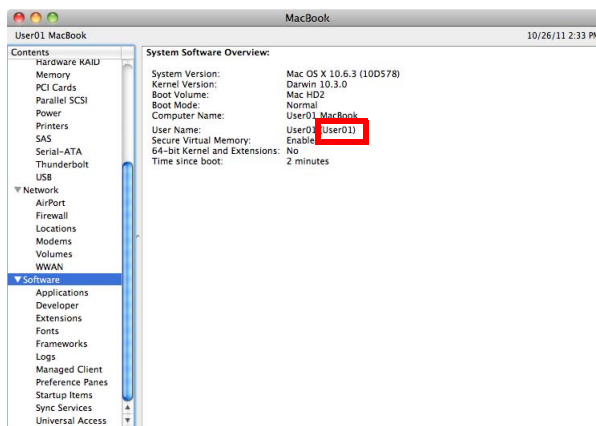 MacBook
User01 MacBook
10/26/11 2:33 PM
Contents
Hardware RAID
Memory
PCI Cards
Parallel SCSI
Power
Printers
SAS
Serial-ATA
Thunderbolt
USB
Network
AirPort
Firewall
Locations
Modems
Volumes
WWAN
Software
Applications
Developer
Extensions
Fonts
Frameworks
Logs
Managed Client
Preference Panes
Startup Items
Sync Services
Universal Access
System Software Overview:
System Version: Mac OS X 10.6.3 (10D578)
Kernel Version: Darwin 10.3.0
Boot Volume: Mac HD2
Boot Mode: Normal
Computer Name: User01 MacBook
User Name: User01 (User01)
Secure Virtual Memory: Enable
64-bit Kernel and Extensions: No
Time since boot: 2 minutes